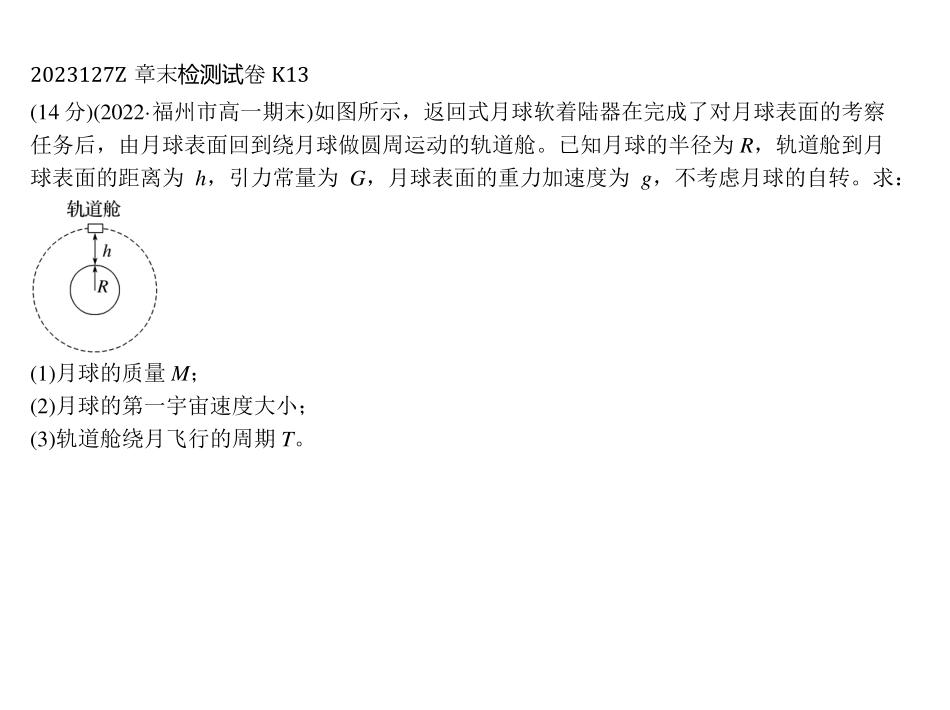 2023127Z 章末检测试卷 K13
(14 分)(2022·福州市高一期末)如图所示，返回式月球软着陆器在完成了对月球表面的考察
任务后，由月球表面回到绕月球做圆周运动的轨道舱。已知月球的半径为 R，轨道舱到月
球表面的距离为 h，引力常量为 G，月球表面的重力加速度为 g，不考虑月球的自转。求：
轨道舱
h
R
(1)月球的质量 M；
(2)月球的第一宇宙速度大小；
(3)轨道舱绕月飞行的周期 T。